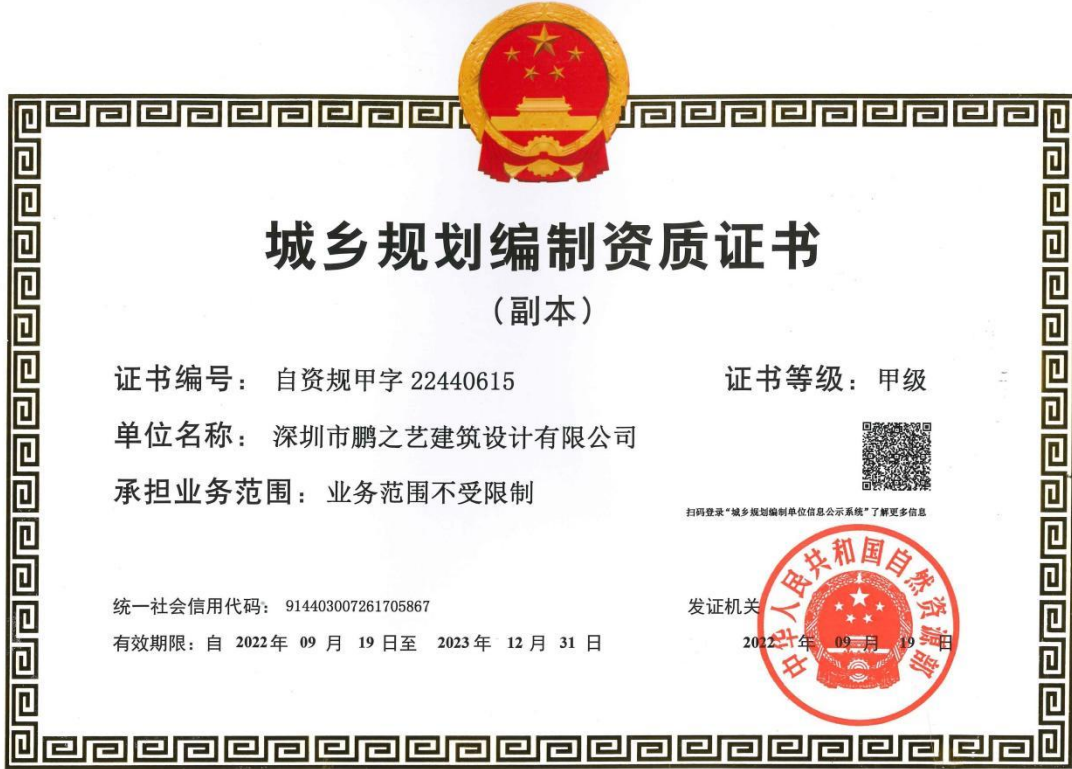 城乡规划编制资质证书
（副本）
证书编号： 自资规甲字 22440615
证书等级： 甲级
单位名称： 深圳市鹏之艺建筑设计有限公司
承担业务范围： 业务范围不受限制
扫码登录“城乡规划编制单位信息公示系统”了解更多信息
统一社会信用代码： 914403007261705867
发证机关
有效期限：自 2022年 09 月 19 日至 2023年 12 月 31 日
2022 年 09 月 19 日
中华人民共和国自然资源部